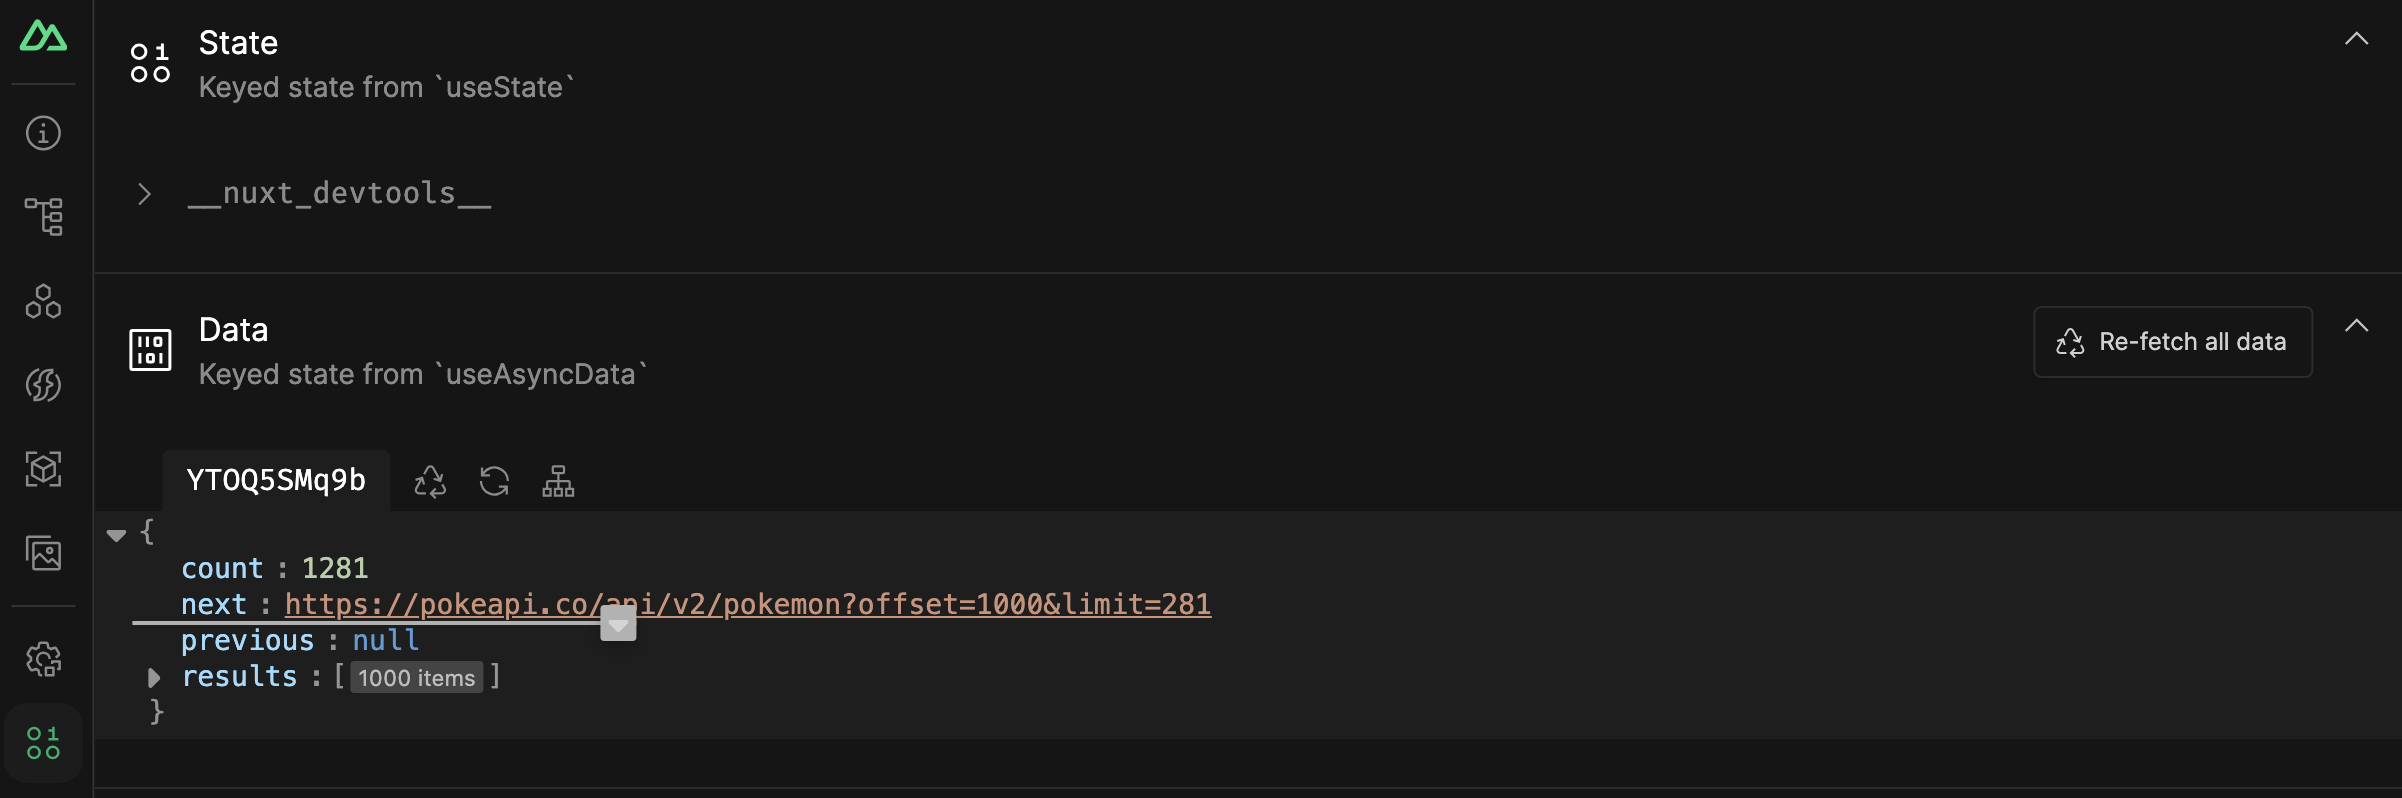 State
Keyed state from `useState`
__nuxt_devtools__
Data
Keyed state from `useAsyncData`
Re-fetch all data
YTOQ5SMq9b
{
count : 1281
next : https://pokeapi.co/api/v2/pokemon?offset=1000&limit=281
previous : null
results : [ 1000 items ]
}